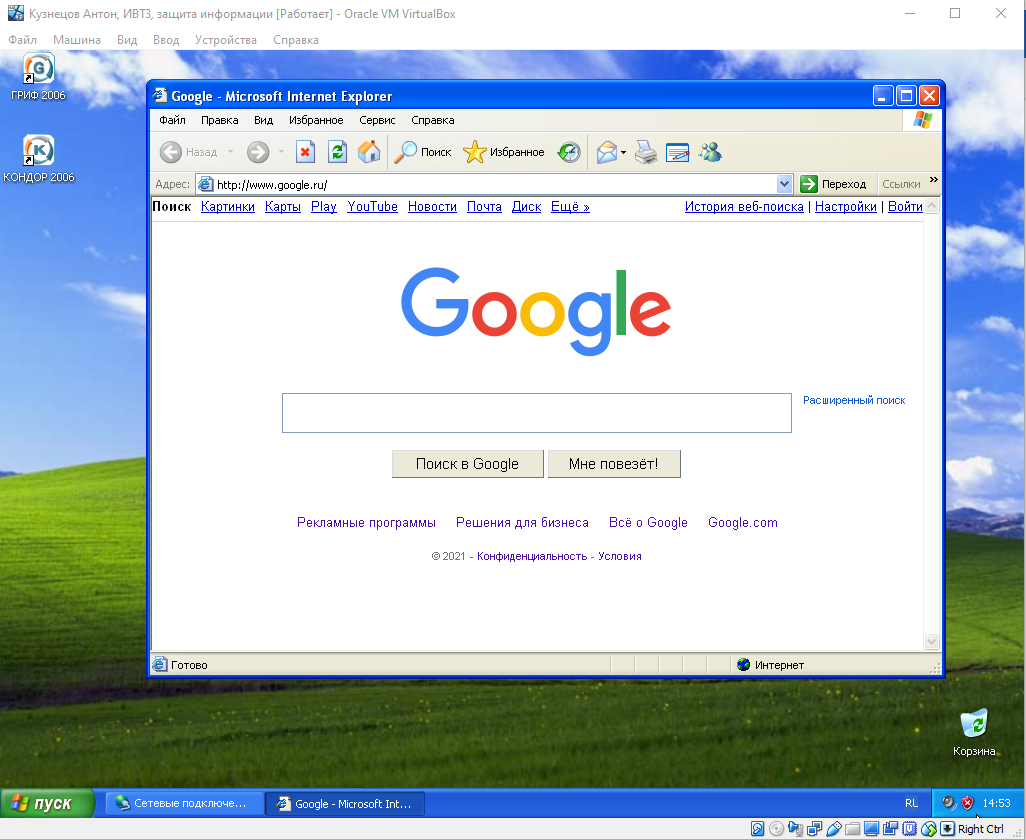 Кузнецов Антон, ИВТЗ, защита информации [Работает] - Oracle VM VirtualBox
Файл Машина Вид Ввод Устройства Справка
ГРИФ 2006
КОНДОР 2006
Google - Microsoft Internet Explorer
Файл Правка Вид Избранное Сервис Справка
Назад Поиск Избранное
Адрес: http://www.google.ru/ Переход Ссылки »
Поиск Картинки Карты Play YouTube Новости Почта Диск Ещё » История веб-поиска | Настройки | Войти
Google
Расширенный поиск
Поиск в Google Мне повезёт!
Рекламные программы Решения для бизнеса Всё о Google Google.com
© 2021 - Конфиденциальность - Условия
Готово Интернет
Корзина
пуск Сетевые подключе... Google - Microsoft Int... RL 14:53
Right Ctrl